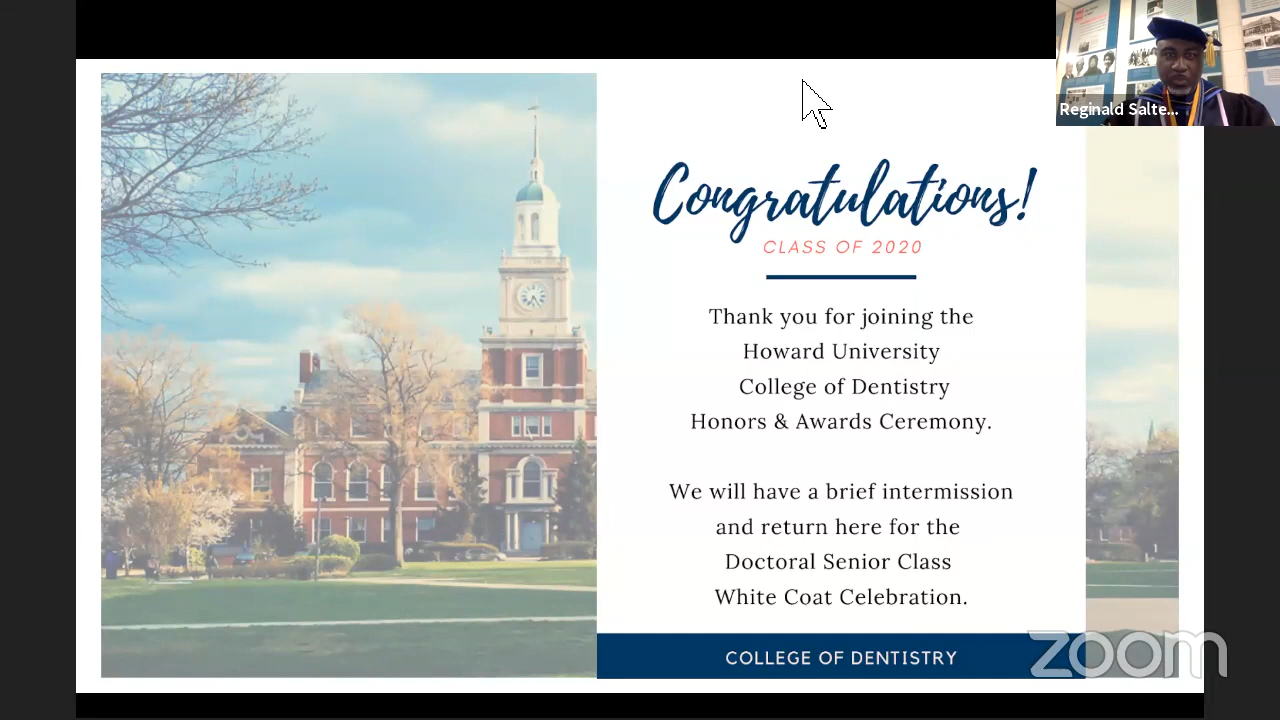 Reginald Salte...
Congratulations!
CLASS OF 2020
Thank you for joining the
Howard University
College of Dentistry
Honors & Awards Ceremony.
We will have a brief intermission
and return here for the
Doctoral Senior Class
White Coat Celebration.
COLLEGE OF DENTISTRY
zoom